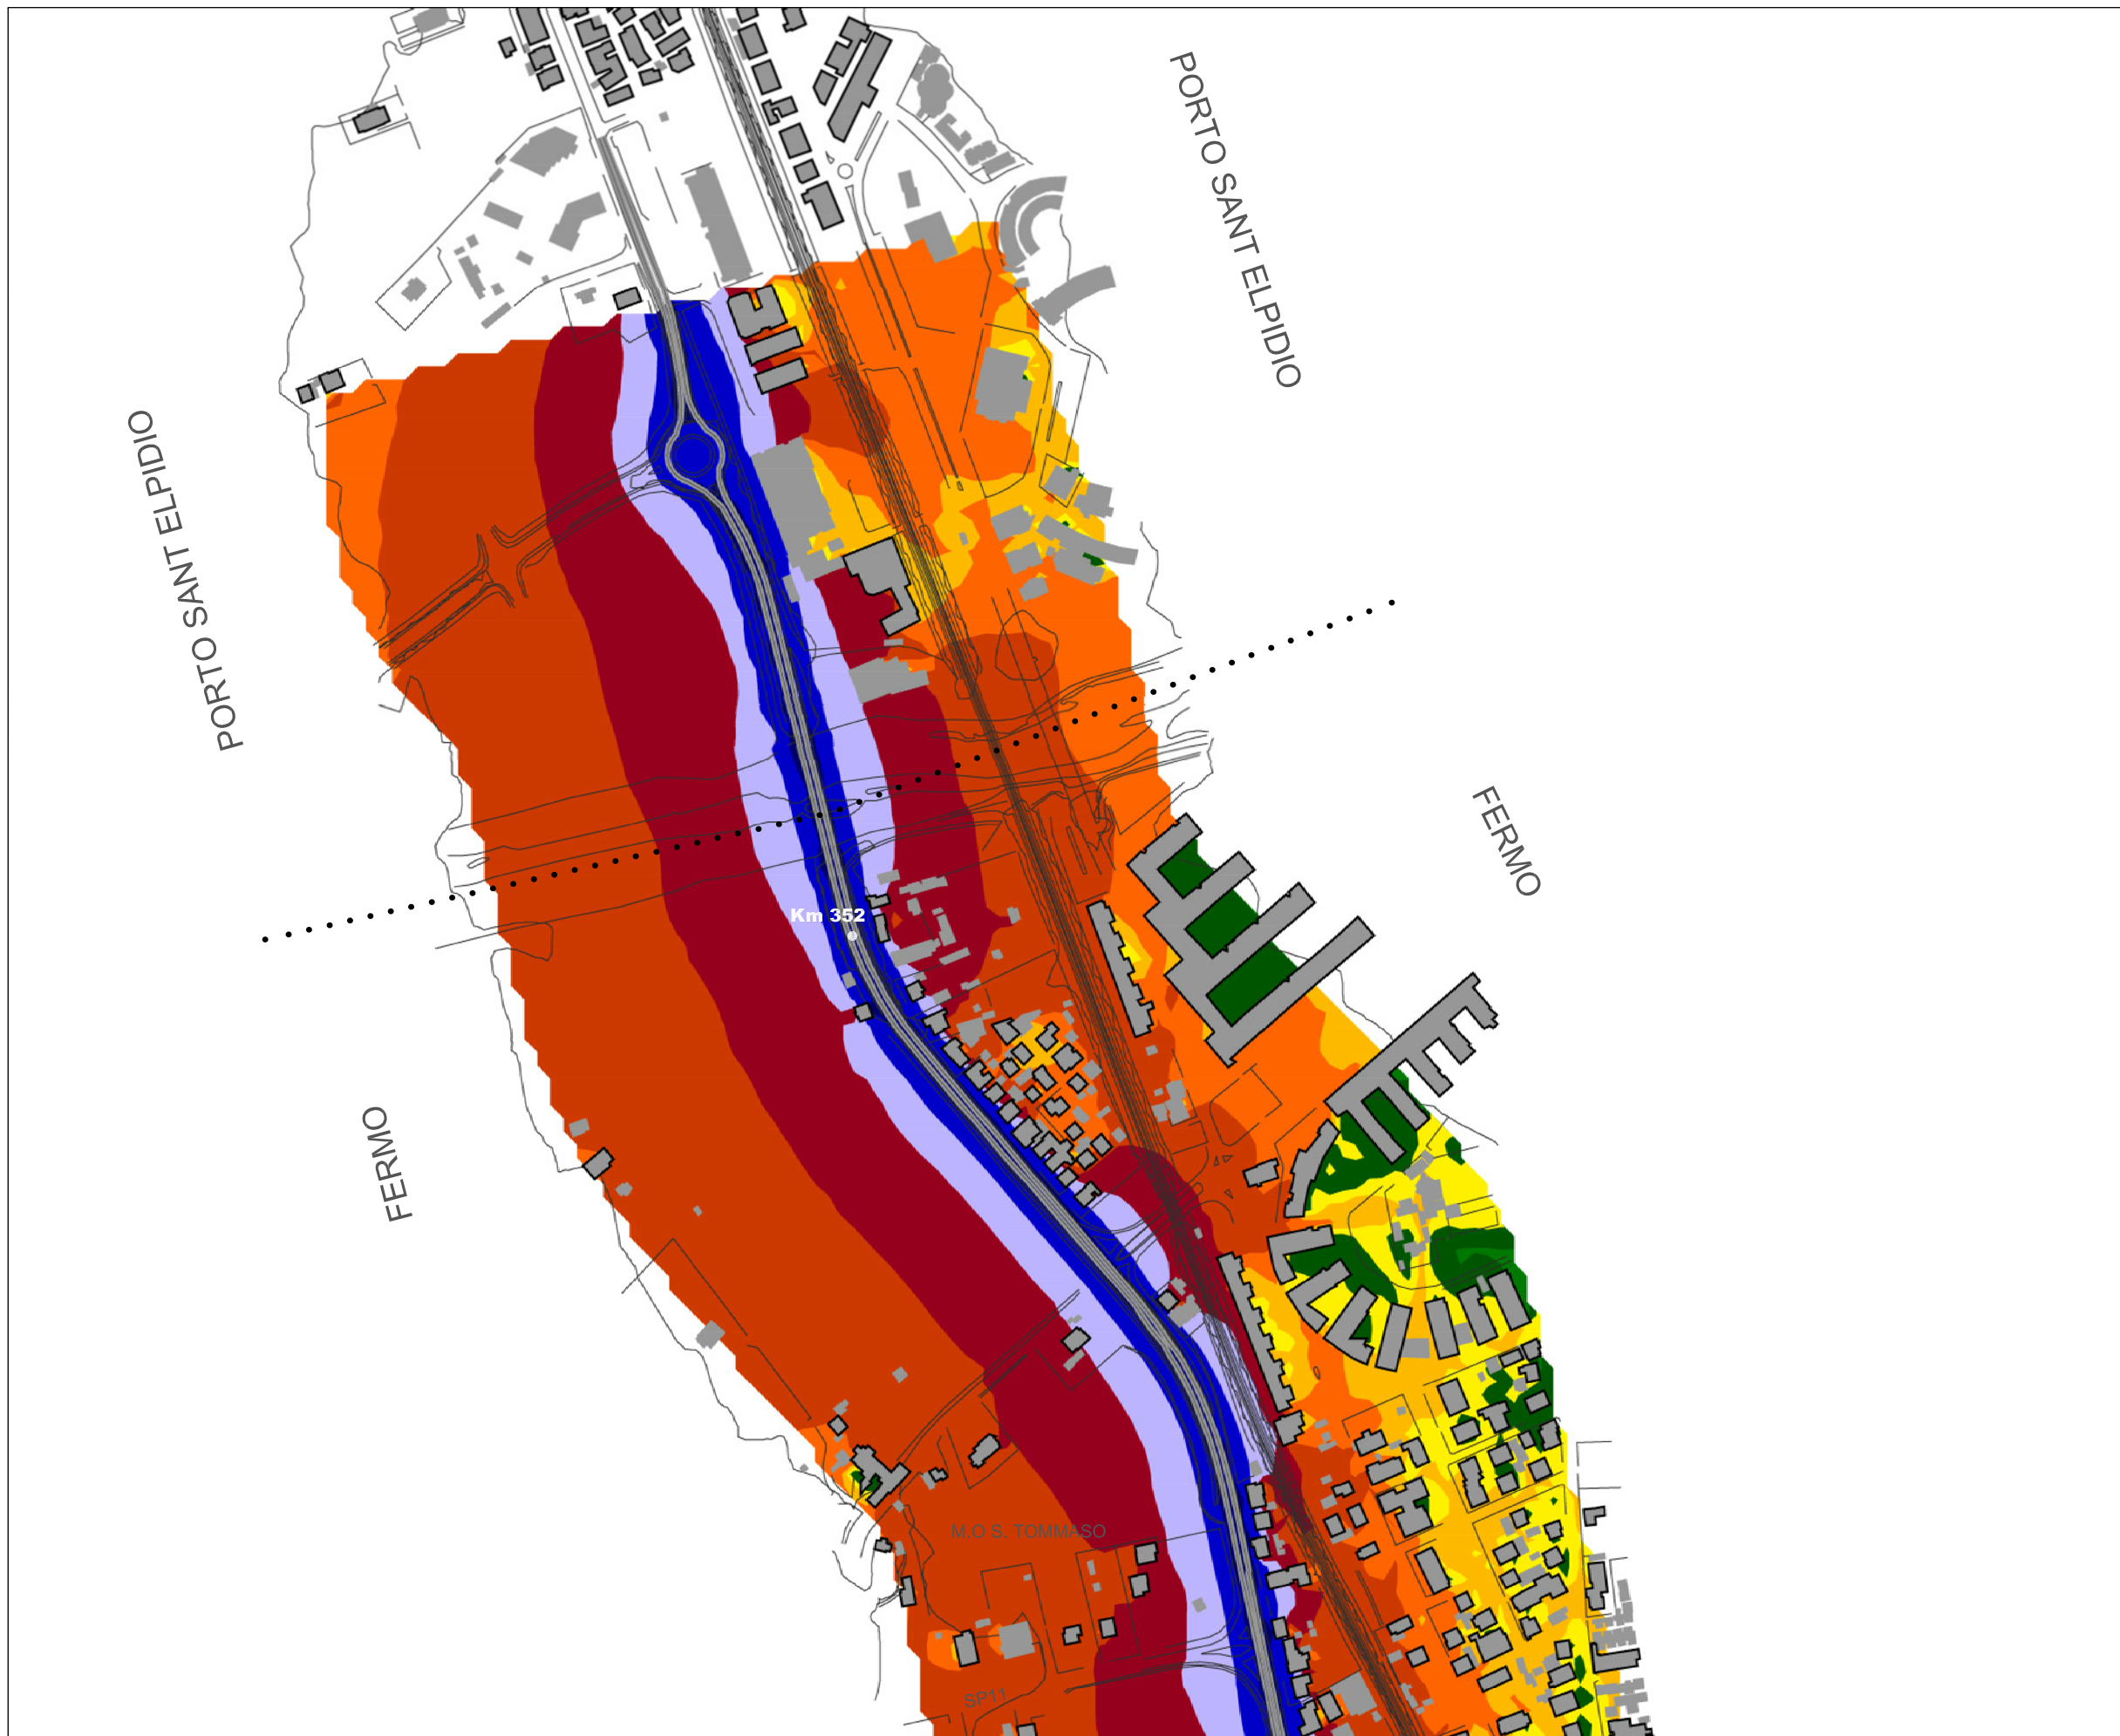 PORTO SANT ELPIDIO
PORTO SANT ELPIDIO
FERMO
Km 352
FERMO
M.O S. TOMMASO
SP11